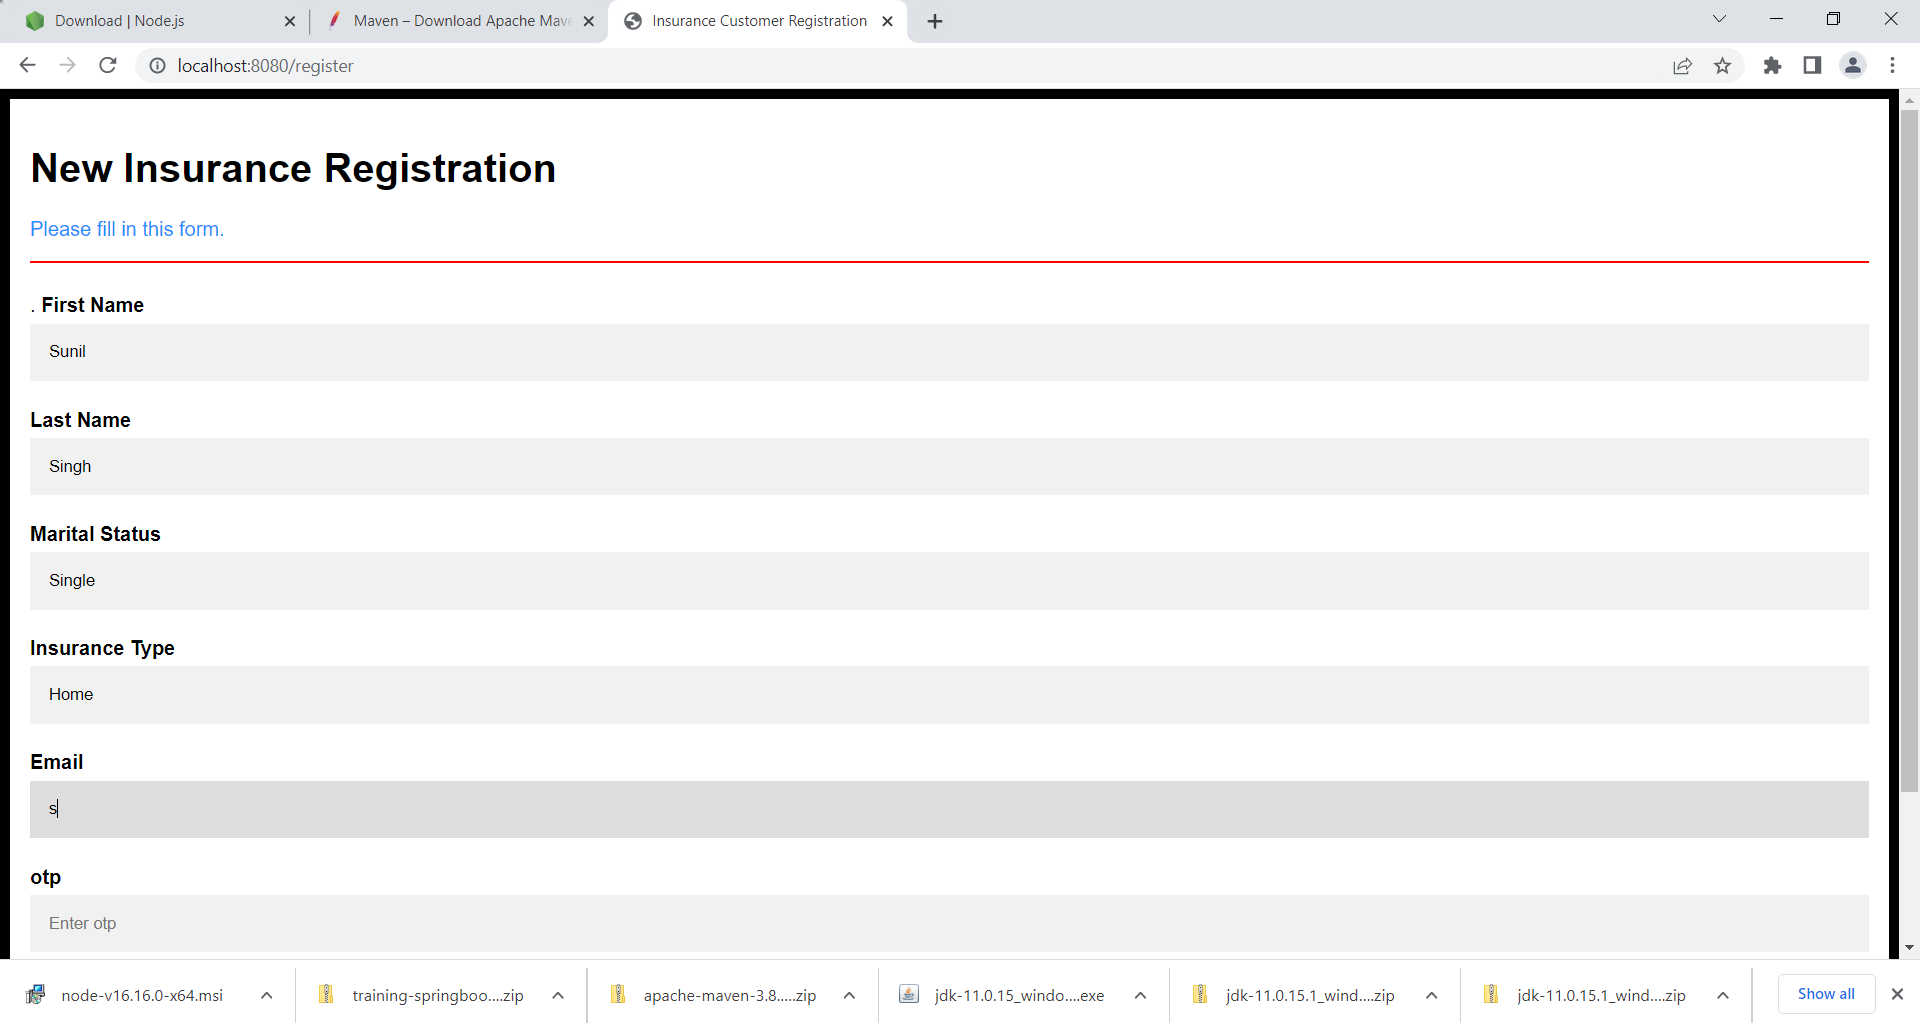 Download | Node.js
Maven – Download Apache Mave
Insurance Customer Registration
localhost:8080/register
New Insurance Registration
Please fill in this form.
. First Name
Sunil
Last Name
Singh
Marital Status
Single
Insurance Type
Home
Email
s
otp
Enter otp
node-v16.16.0-x64.msi
training-springboo....zip
apache-maven-3.8.....zip
jdk-11.0.15_windo....exe
jdk-11.0.15.1_wind....zip
jdk-11.0.15.1_wind....zip
Show all